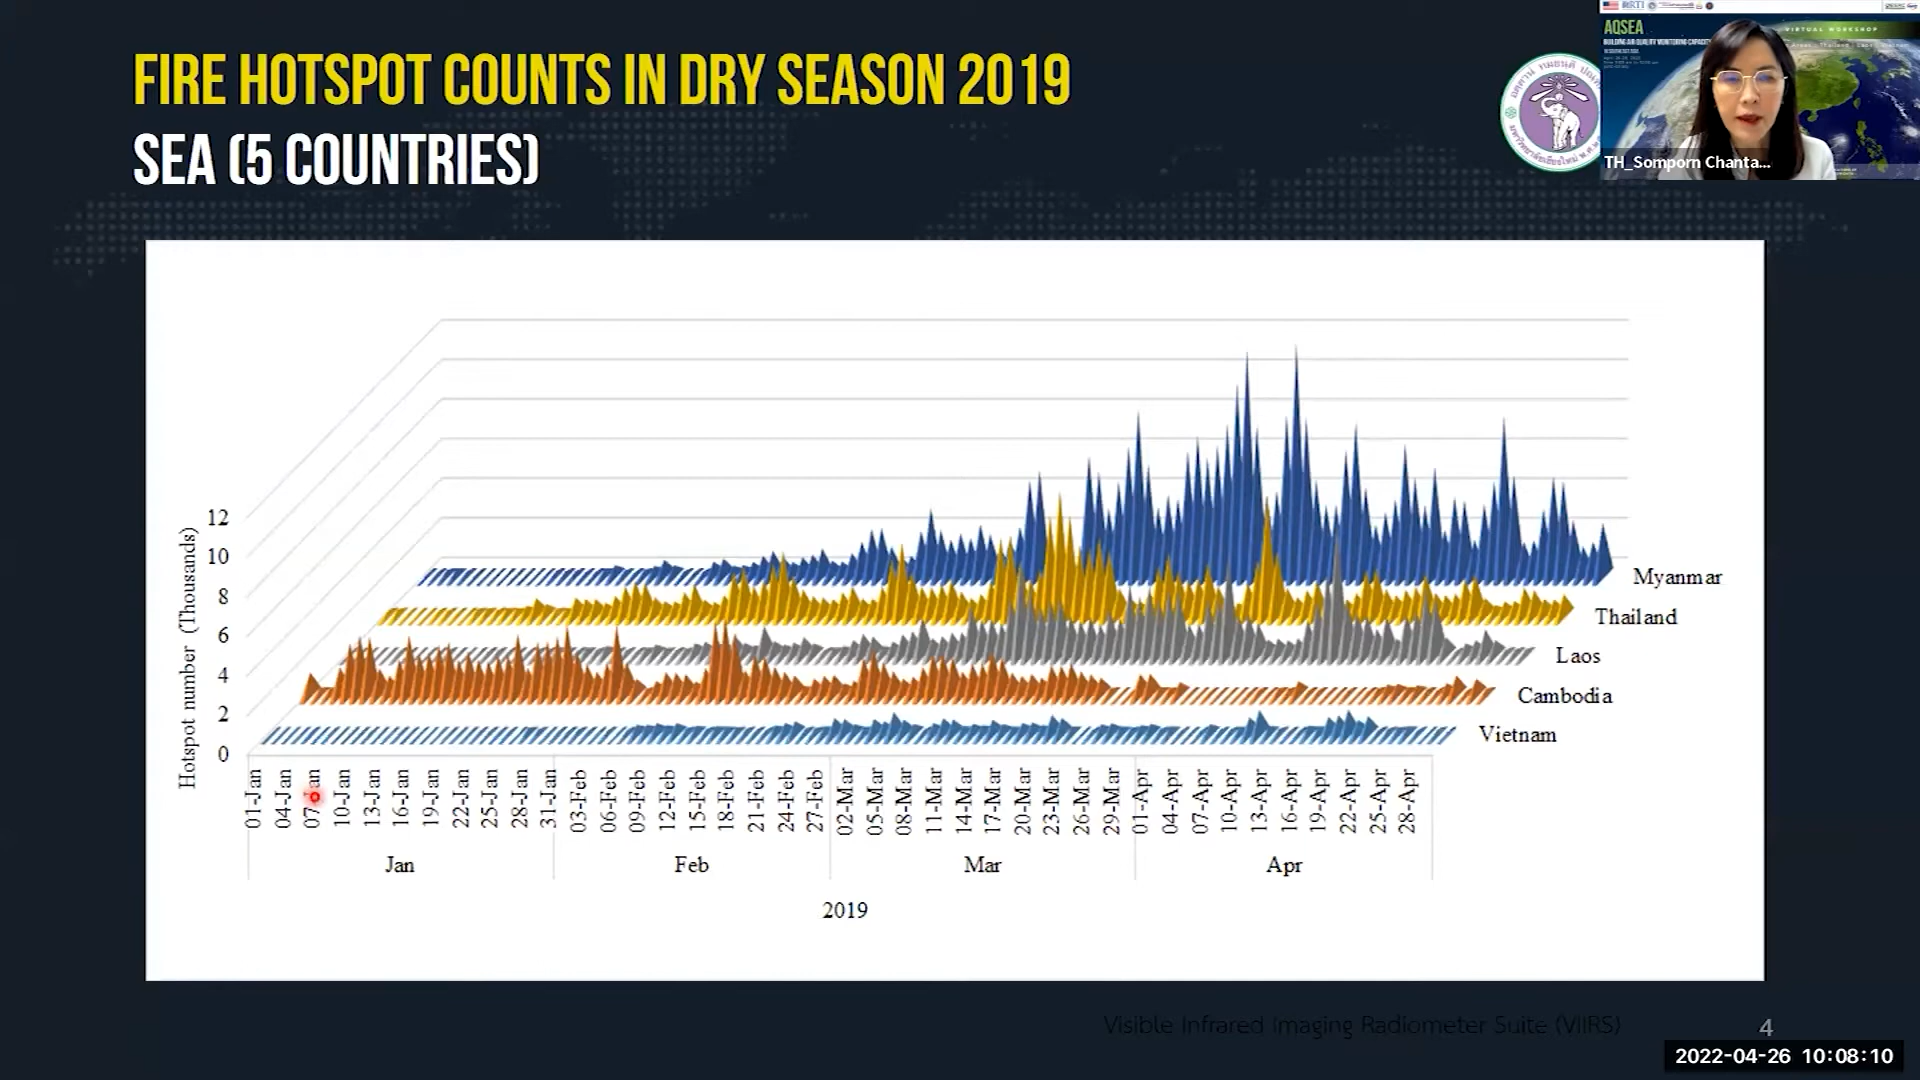 FIRE HOTSPOT COUNTS IN DRY SEASON 2019
SEA (5 COUNTRIES)
AQSEA
VIRTUAL WORKSHOP
TH_Somporn Chanta...
Hotspot number (Thousands)
12
10
8
6
4
2
0
Myanmar
Thailand
Laos
Cambodia
Vietnam
01-Jan
04-Jan
07-Jan
10-Jan
13-Jan
16-Jan
19-Jan
22-Jan
25-Jan
28-Jan
31-Jan
03-Feb
06-Feb
09-Feb
12-Feb
15-Feb
18-Feb
21-Feb
24-Feb
27-Feb
02-Mar
05-Mar
08-Mar
11-Mar
14-Mar
17-Mar
20-Mar
23-Mar
26-Mar
29-Mar
01-Apr
04-Apr
07-Apr
10-Apr
13-Apr
16-Apr
19-Apr
22-Apr
25-Apr
28-Apr
Jan Feb Mar Apr
2019
Visible Infrared Imaging Radiometer Suite (VIIRS)
4
2022-04-26 10:08:10